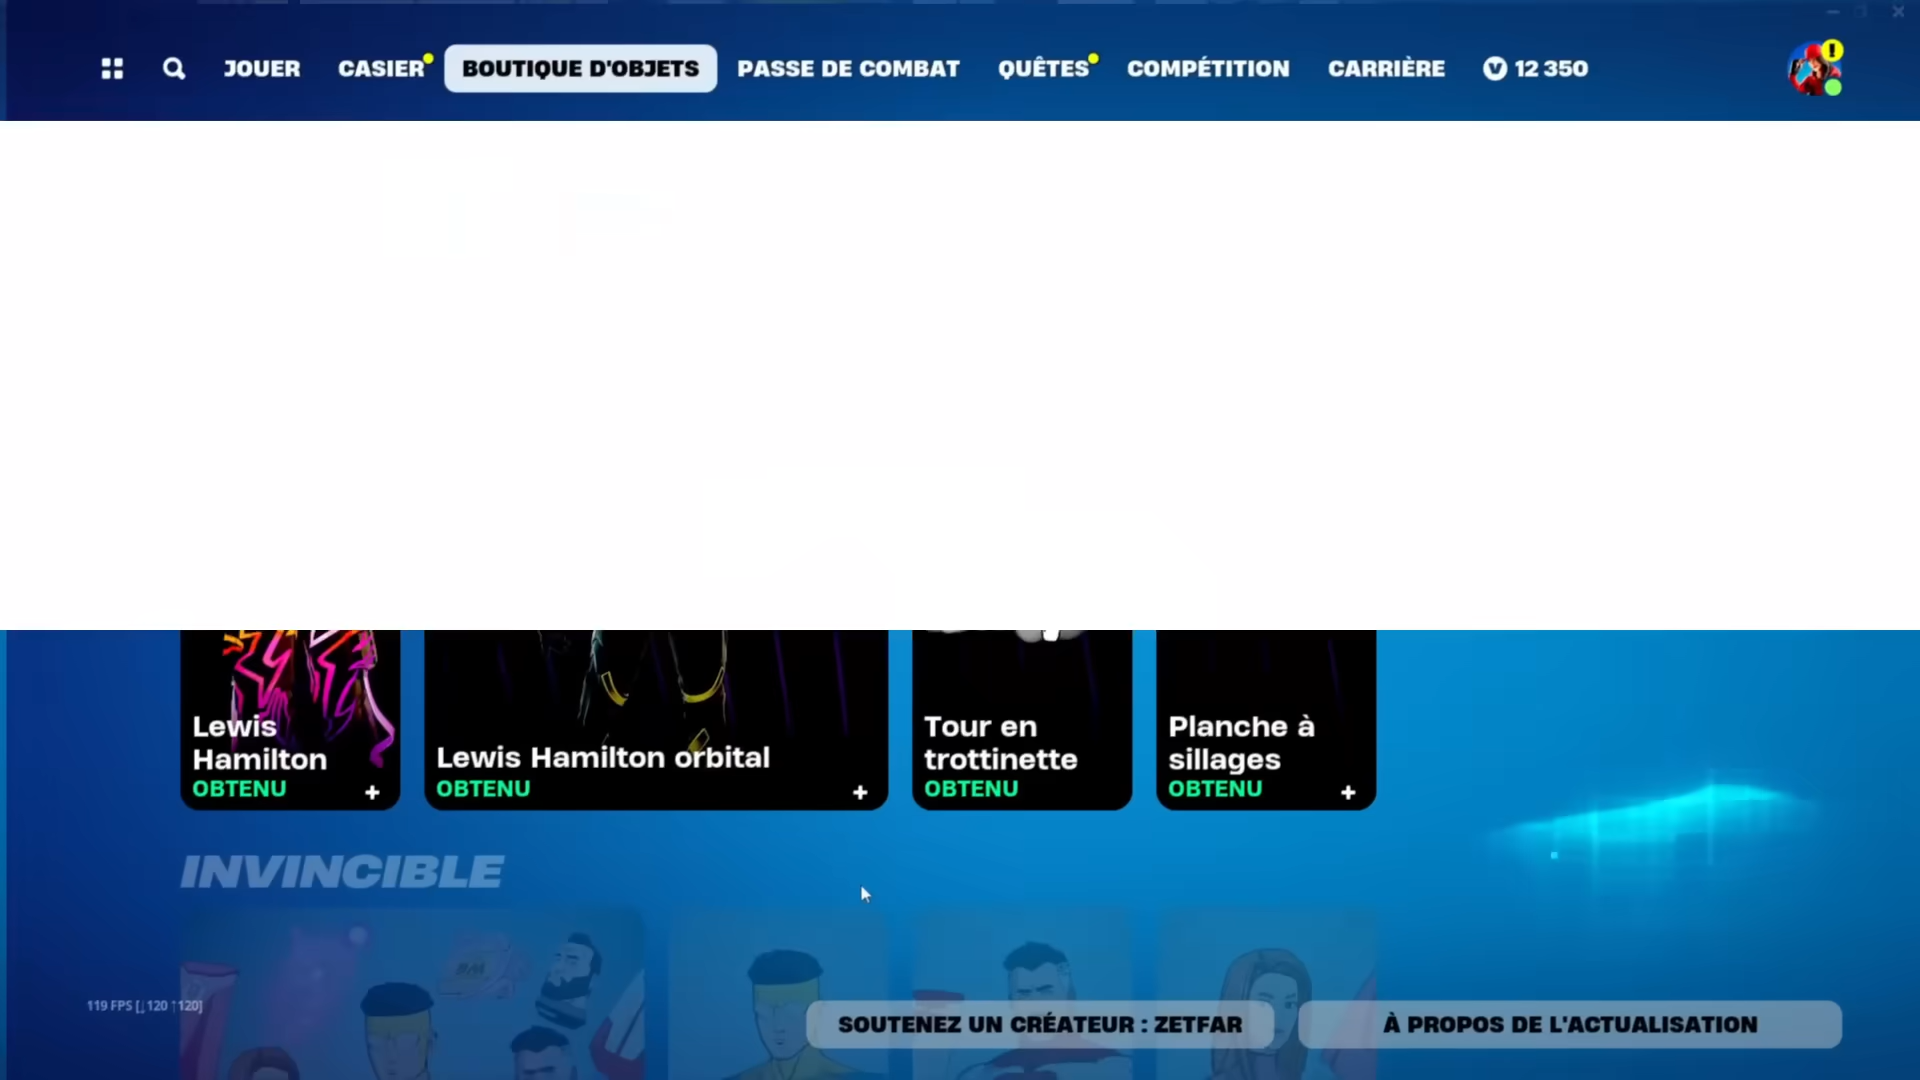 JOUER CASIER BOUTIQUE D'OBJETS PASSE DE COMBAT QUÊTES COMPÉTITION CARRIÈRE 12 350
Lewis
Hamilton
OBTENU
Lewis Hamilton orbital
OBTENU
Tour en
trottinette
OBTENU
Planche à
sillages
OBTENU
INVINCIBLE
119 FPS [↓120 ↑120]
SOUTENEZ UN CRÉATEUR : ZETFAR
À PROPOS DE L'ACTUALISATION